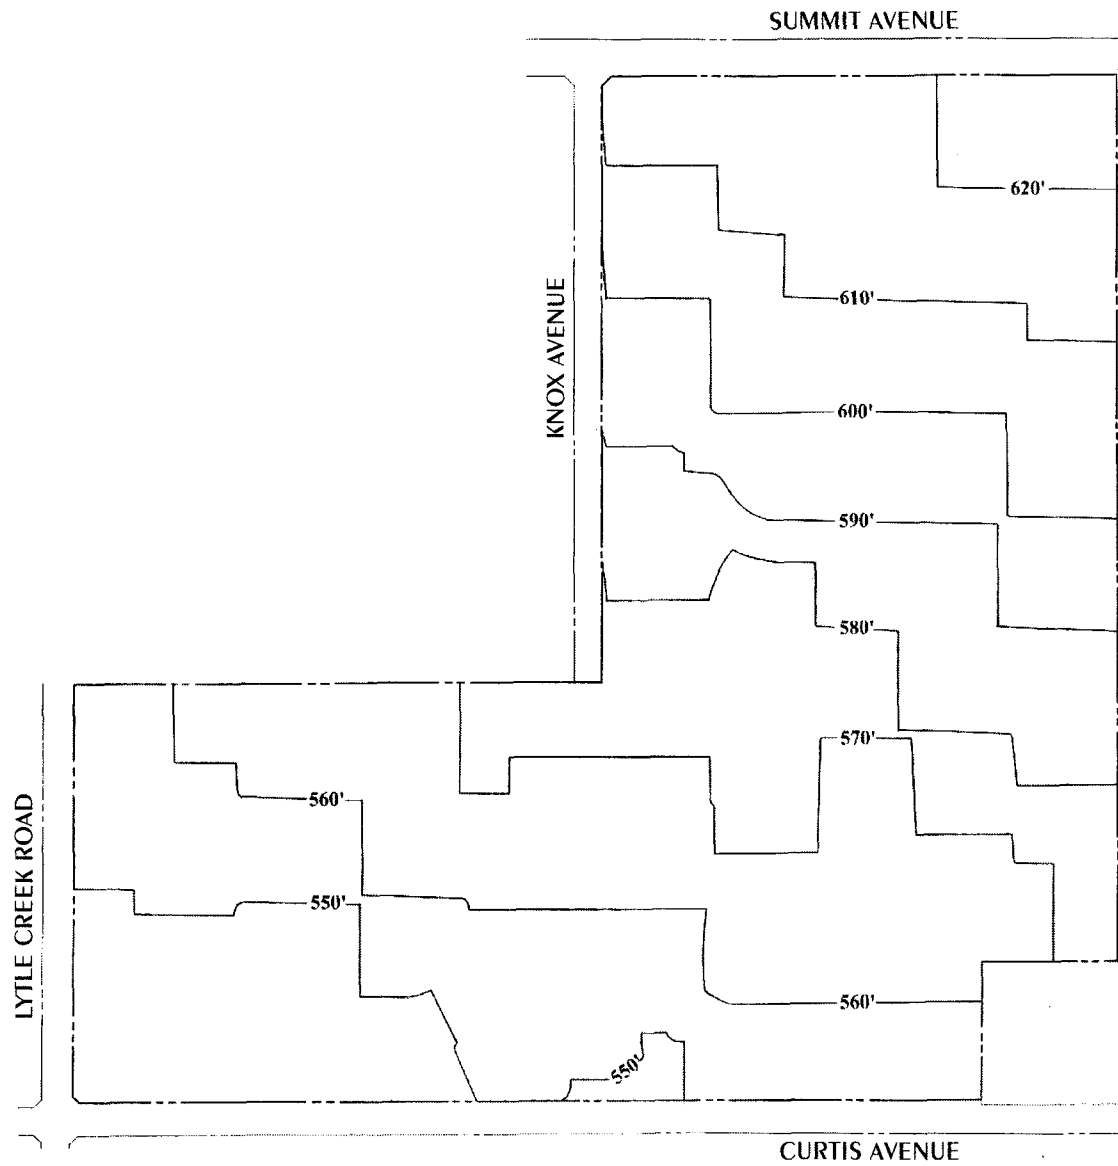 SUMMIT AVENUE
620'
610'
KNOX AVENUE
600'
590'
580'
570'
560'
LYTLE CREEK ROAD
550'
560'
550'
CURTIS AVENUE